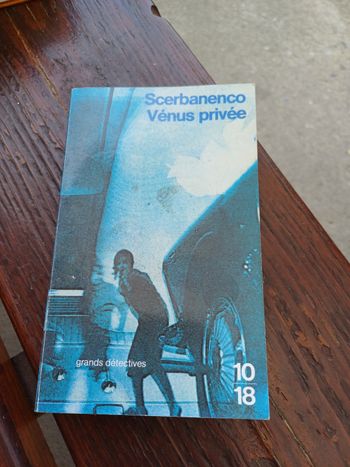 Scerbanenco
Vénus privée
grands détectives
10
18